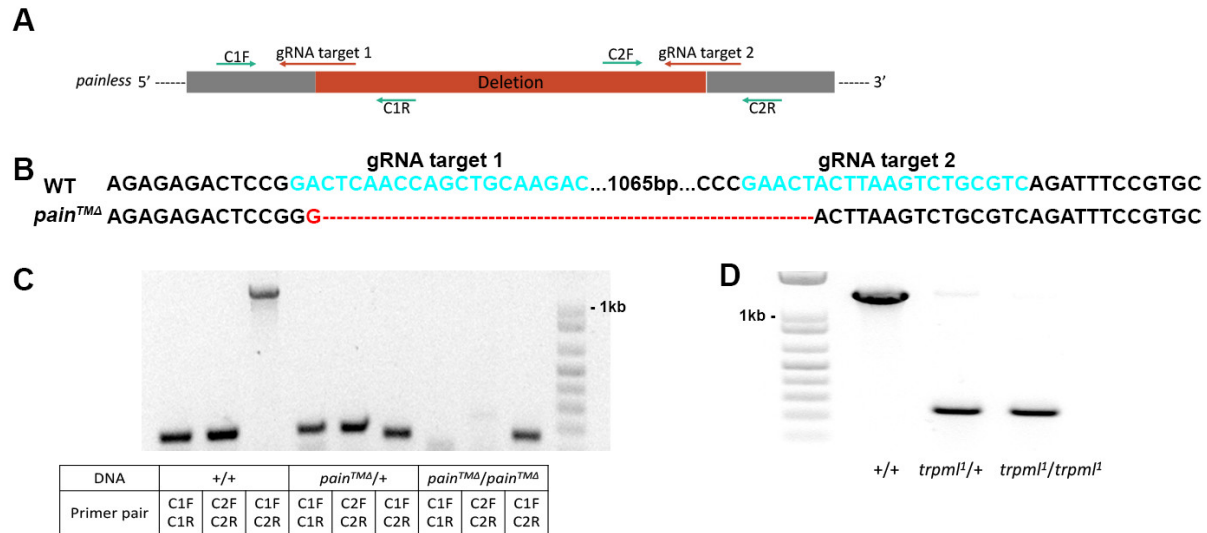 A
C1F gRNA target 1 C2F gRNA target 2
painless 5’ ------ Deletion ------ 3’
C1R C2R
B gRNA target 1 gRNA target 2
WT AGAGAGACTCCGGACTCAACCAGCTGCAAGAC...1065bp...CCCGAACTACTTAAGTCTGCGTCAGATTTCCGTGC
painTMΔ AGAGAGACTCCGGG------------------------------------------------------ACTTAAGTCTGCGTCAGATTTCCGTGC
C
- 1kb
DNA +/+ painTMΔ/+ painTMΔ/painTMΔ
Primer pair C1F C2F C1F C1F C2F C1F C1F C2F C1F
C1R C2R C2R C1R C2R C2R C1R C2R C2R
D
1kb -
+/+ trpml1/+ trpml1/trpml1